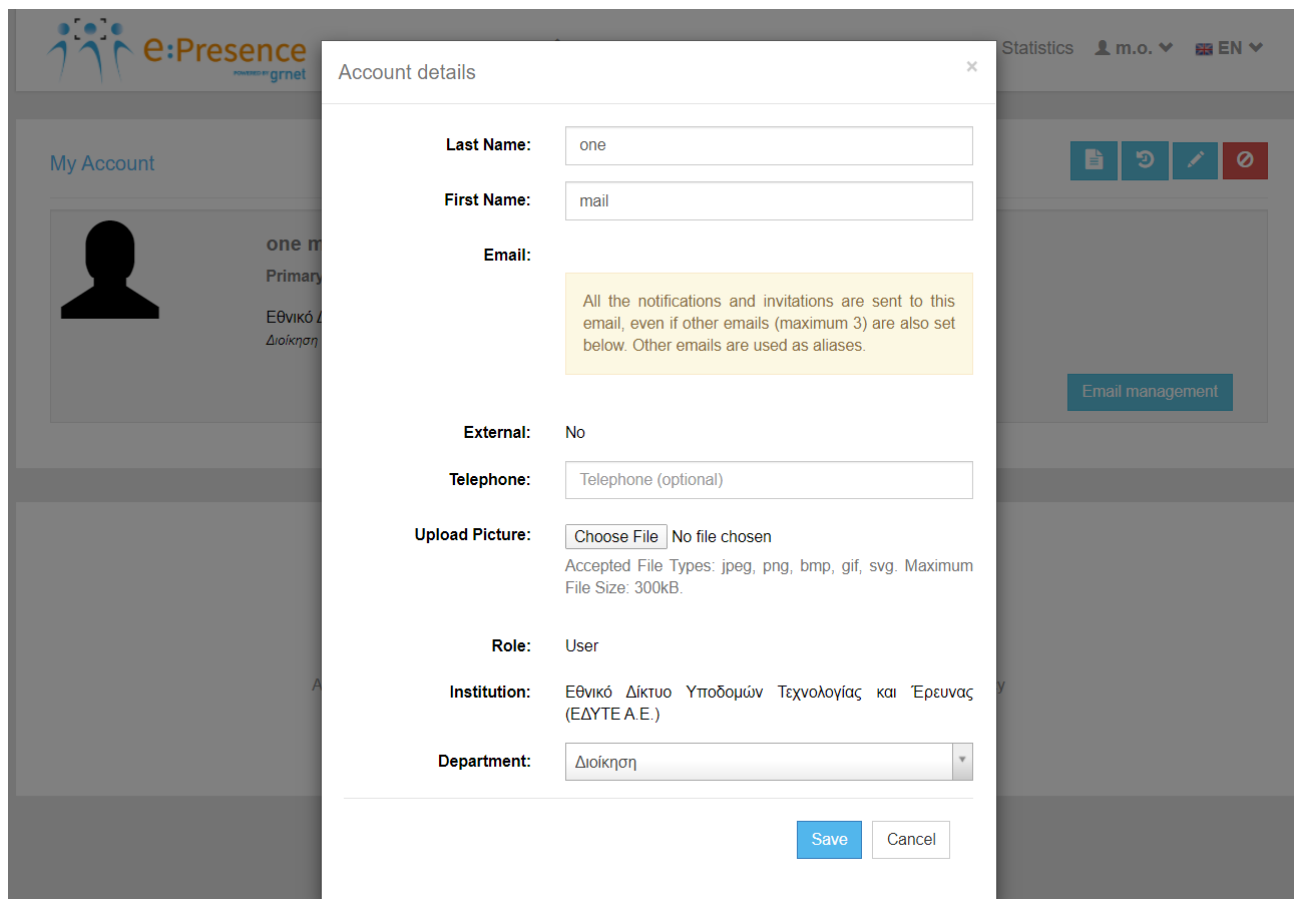 e:Presence
POWERED BY grnet
Statistics m.o. EN
Account details ×
My Account
Last Name: one
First Name: mail
one m
Primary
Email:
Εθνικό Δ
Διοίκηση
All the notifications and invitations are sent to this
email, even if other emails (maximum 3) are also set
below. Other emails are used as aliases.
Email management
External: No
Telephone: Telephone (optional)
Upload Picture: Choose File No file chosen
Accepted File Types: jpeg, png, bmp, gif, svg. Maximum
File Size: 300kB.
Role: User
A
Institution: Εθνικό Δίκτυο Υποδομών Τεχνολογίας και Έρευνας
y
(ΕΔΥΤΕ Α.Ε.)
Department: Διοίκηση
Save Cancel